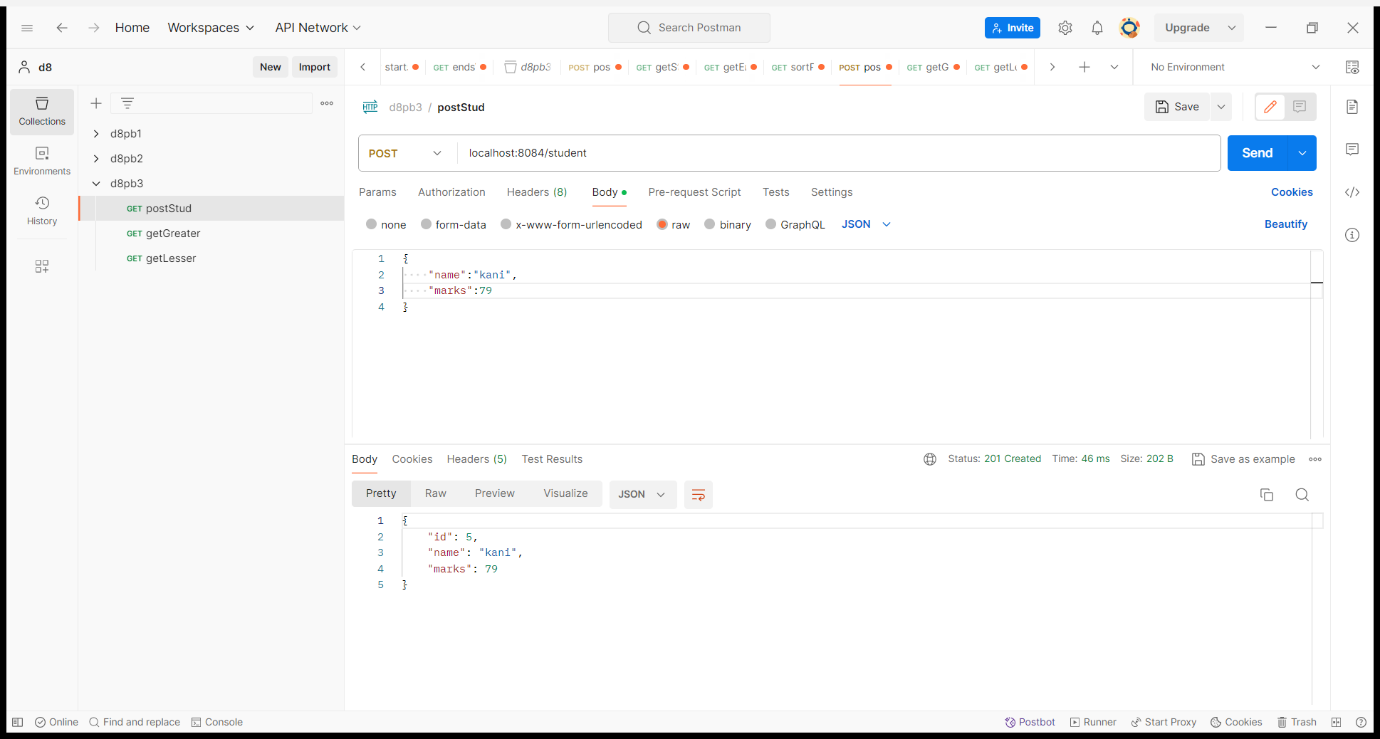 Home Workspaces API Network Search Postman Invite Upgrade
d8 New Import
start. GET ends d8pb3 POST pos GET getS GET getE GET sortF POST pos GET getG GET getL No Environment
Collections
Environments
History
d8pb1
d8pb2
d8pb3
GET postStud
GET getGreater
GET getLesser
HTTP d8pb3 / postStud Save
POST localhost:8084/student Send
Params Authorization Headers (8) Body Pre-request Script Tests Settings Cookies
none form-data x-www-form-urlencoded raw binary GraphQL JSON Beautify
1 {
2 "name":"kani",
3 "marks":79
4 }
Body Cookies Headers (5) Test Results Status: 201 Created Time: 46 ms Size: 202 B Save as example
Pretty Raw Preview Visualize JSON
1 {
2 "id": 5,
3 "name": "kani",
4 "marks": 79
5 }
Online Find and replace Console Postbot Runner Start Proxy Cookies Trash